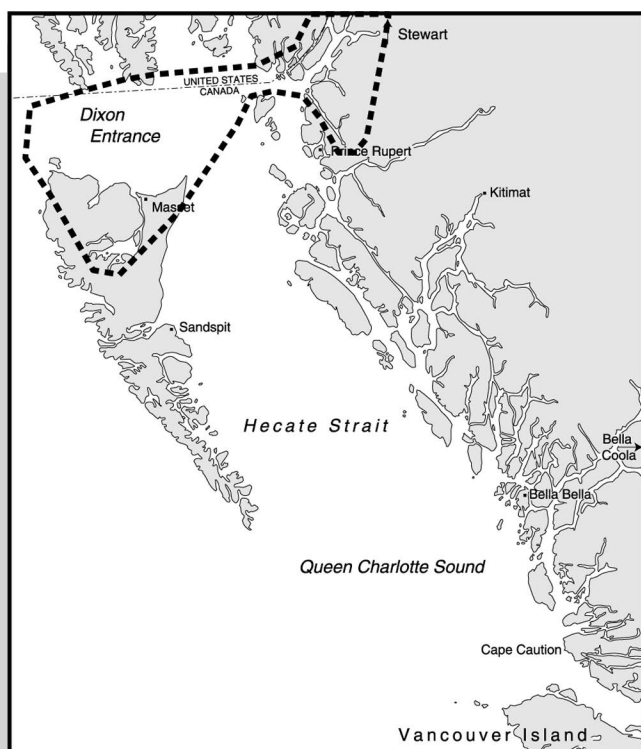 Stewart
UNITED STATES
CANADA
Dixon
Entrance
Prince Rupert
Masset
Kitimat
Sandspit
Hecate Strait
Bella
Coola
Bella Bella
Queen Charlotte Sound
Cape Caution
Vancouver Island